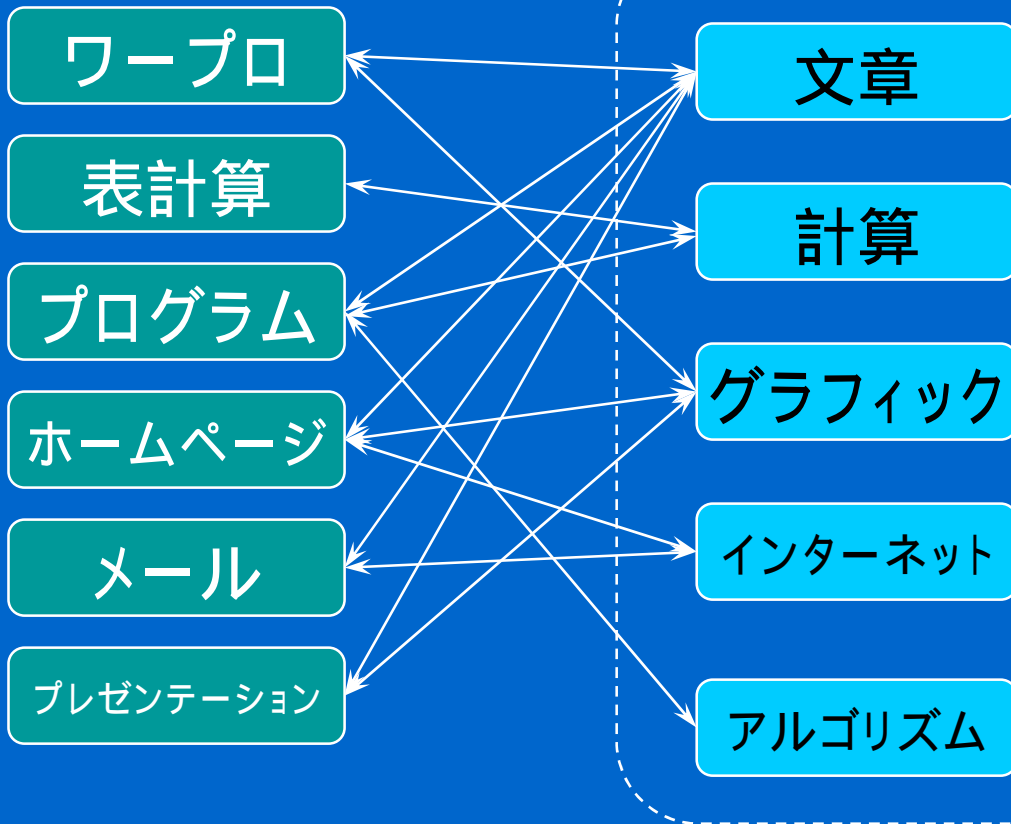 ワープロ
表計算
プログラム
ホームページ
メール
プレゼンテーション
文章
計算
グラフィック
インターネット
アルゴリズム